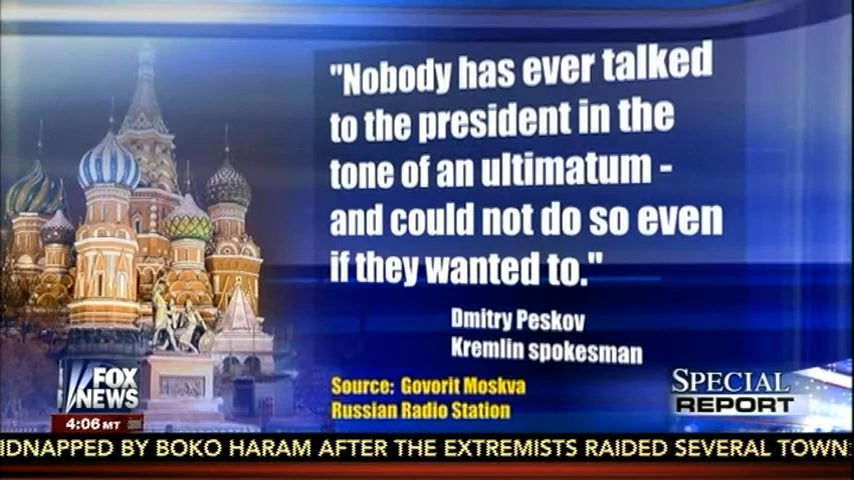 "Nobody has ever talked
to the president in the
tone of an ultimatum -
and could not do so even
if they wanted to."
Dmitry Peskov
Kremlin spokesman
Source: Govorit Moskva
Russian Radio Station
FOX
NEWS
4:06 MT
SPECIAL
REPORT
IDNAPPED BY BOKO HARAM AFTER THE EXTREMISTS RAIDED SEVERAL TOWN